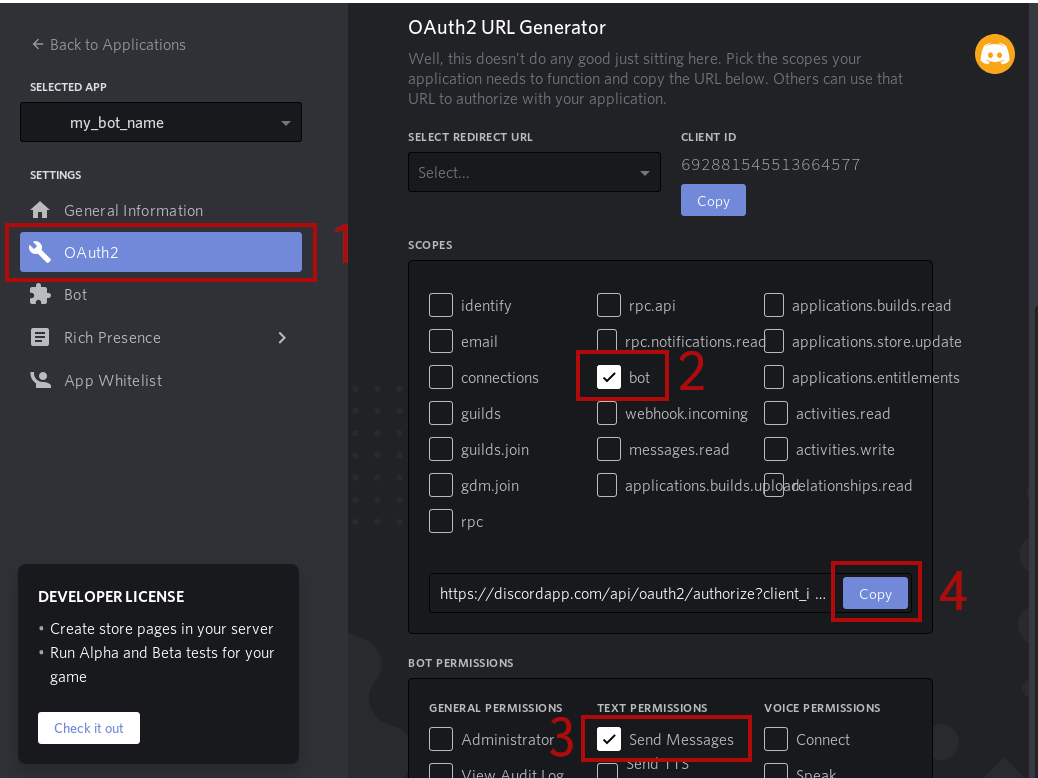 Back to Applications
SELECTED APP
my_bot_name
SETTINGS
General Information
OAuth2
1
Bot
Rich Presence
App Whitelist
DEVELOPER LICENSE
• Create store pages in your server
• Run Alpha and Beta tests for your
game
Check it out
OAuth2 URL Generator
Well, this doesn't do any good just sitting here. Pick the scopes your
application needs to function and copy the URL below. Others can use that
URL to authorize with your application.
SELECT REDIRECT URL
Select...
CLIENT ID
692881545513664577
Copy
SCOPES
identify
email
connections
guilds
guilds.join
gdm.join
rpc
rpc.api
rpc.notifications.read
bot
2
webhook.incoming
messages.read
applications.builds.upload
applications.builds.read
applications.store.update
applications.entitlements
activities.read
activities.write
relationships.read
https://discordapp.com/api/oauth2/authorize?client_i ...
Copy
4
BOT PERMISSIONS
GENERAL PERMISSIONS
Administrator
View Audit Log
TEXT PERMISSIONS
3
Send Messages
Send TTS
VOICE PERMISSIONS
Connect
Speak